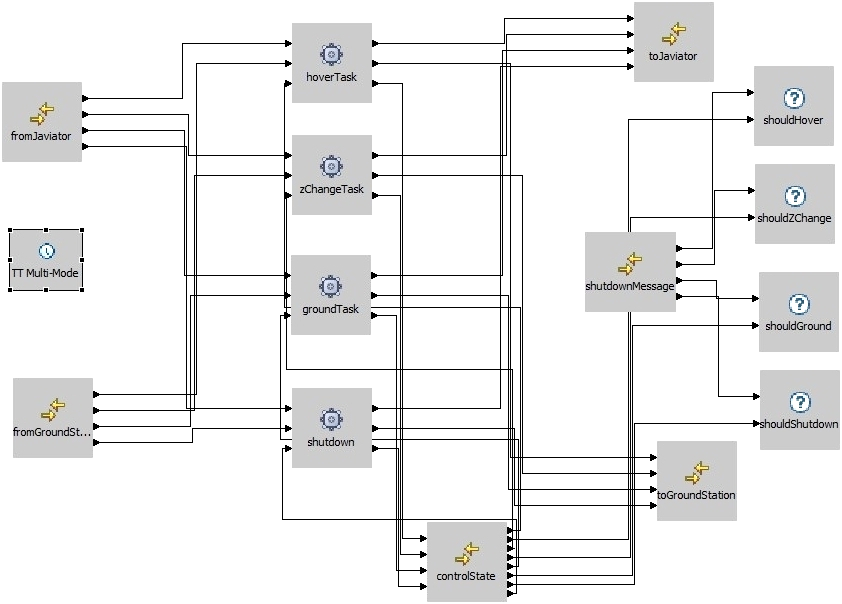 toJaviator
hoverTask
shouldHover
fromJaviator
zChangeTask
shouldZChange
TT Multi-Mode
shutdownMessage
groundTask
shouldGround
fromGroundSt...
shutdown
shouldShutdown
toGroundStation
controlState